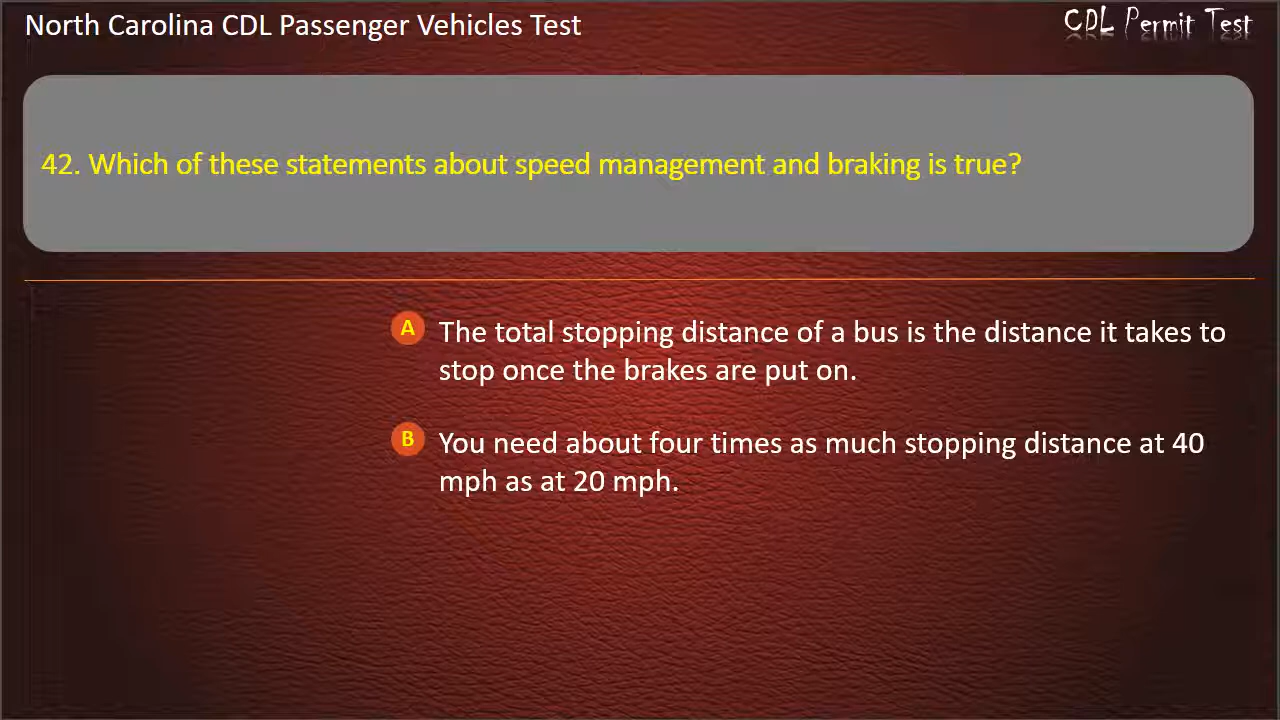 North Carolina CDL Passenger Vehicles Test
CDL Permit Test
42. Which of these statements about speed management and braking is true?
A The total stopping distance of a bus is the distance it takes to
stop once the brakes are put on.
B You need about four times as much stopping distance at 40
mph as at 20 mph.